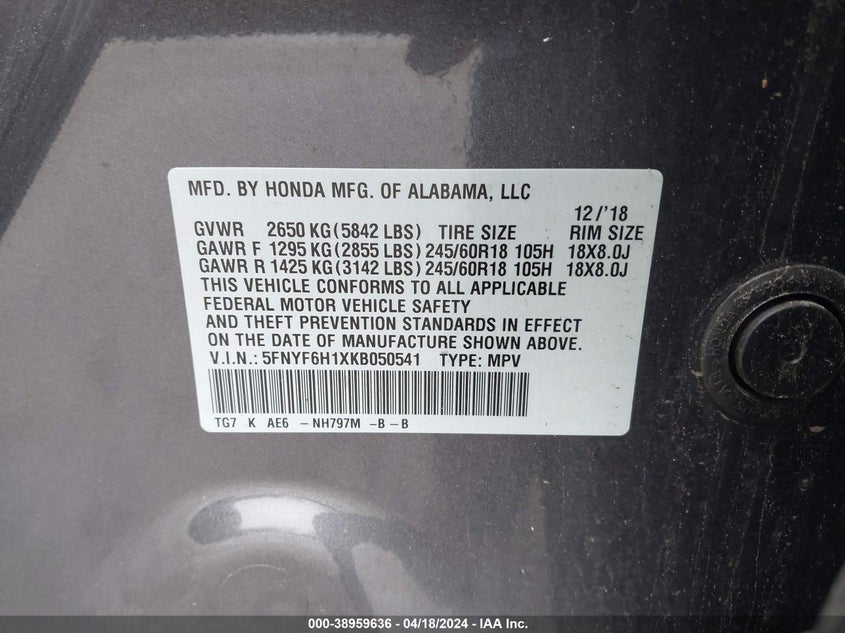 MFD. BY HONDA MFG. OF ALABAMA, LLC
12/'18
GVWR 2650 KG(5842 LBS) TIRE SIZE RIM SIZE
GAWR F 1295 KG(2855 LBS) 245/60R18 105H 18X8.0J
GAWR R 1425 KG(3142 LBS) 245/60R18 105H 18X8.0J
THIS VEHICLE CONFORMS TO ALL APPLICABLE
FEDERAL MOTOR VEHICLE SAFETY
AND THEFT PREVENTION STANDARDS IN EFFECT
ON THE DATE OF MANUFACTURE SHOWN ABOVE.
V.I.N.: 5FNYF6H1XKB050541 TYPE: MPV
TG7 K AE6 -NH797M -B-B
000-38959636 - 04/18/2024 - IAA Inc.